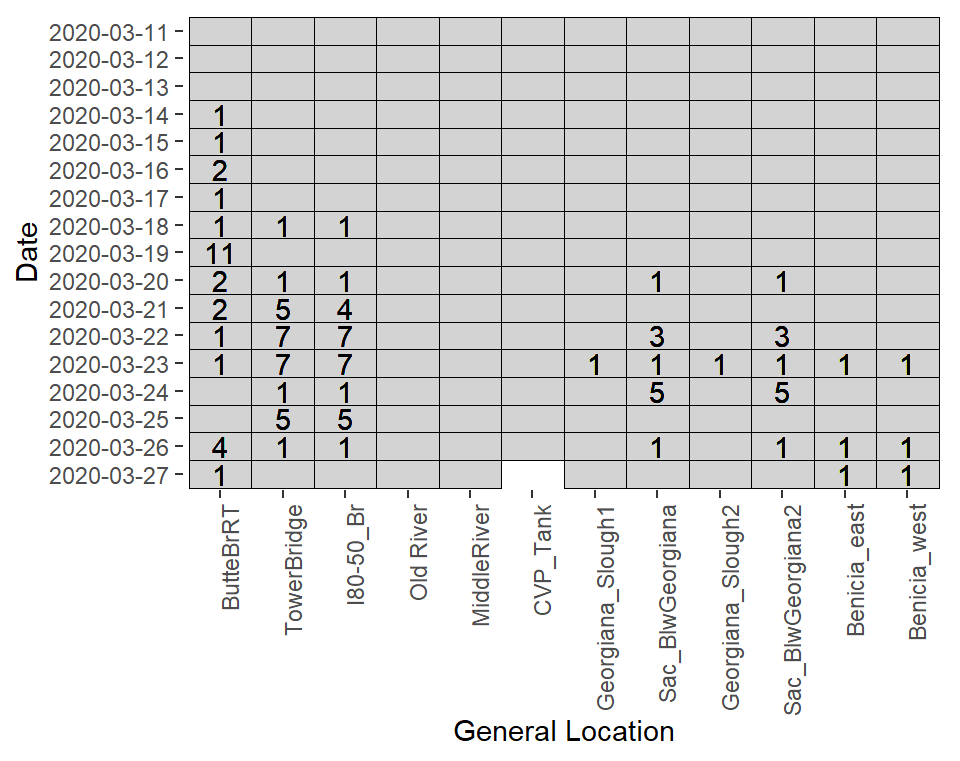 Date
2020-03-11
2020-03-12
2020-03-13
2020-03-14 1
2020-03-15 1
2020-03-16 2
2020-03-17 1
2020-03-18 1 1 1
2020-03-19 11
2020-03-20 2 1 1 1 1
2020-03-21 2 5 4
2020-03-22 1 7 7 3 3
2020-03-23 1 7 7 1 1 1 1 1 1
2020-03-24 1 1 5 5
2020-03-25 5 5
2020-03-26 4 1 1 1 1 1 1
2020-03-27 1 1 1
ButteBrRT
TowerBridge
I80-50_Br
Old River
MiddleRiver
CVP_Tank
Georgiana_Slough1
Sac_BlwGeorgiana
Georgiana_Slough2
Sac_BlwGeorgiana2
Benicia_east
Benicia_west
General Location